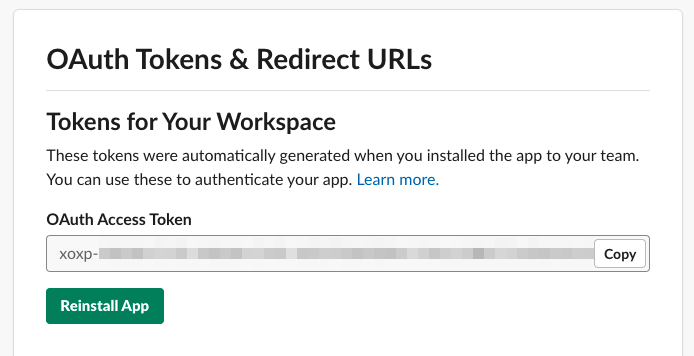 OAuth Tokens & Redirect URLs
Tokens for Your Workspace
These tokens were automatically generated when you installed the app to your team.
You can use these to authenticate your app. Learn more.
OAuth Access Token
xoxp-
Copy
Reinstall App